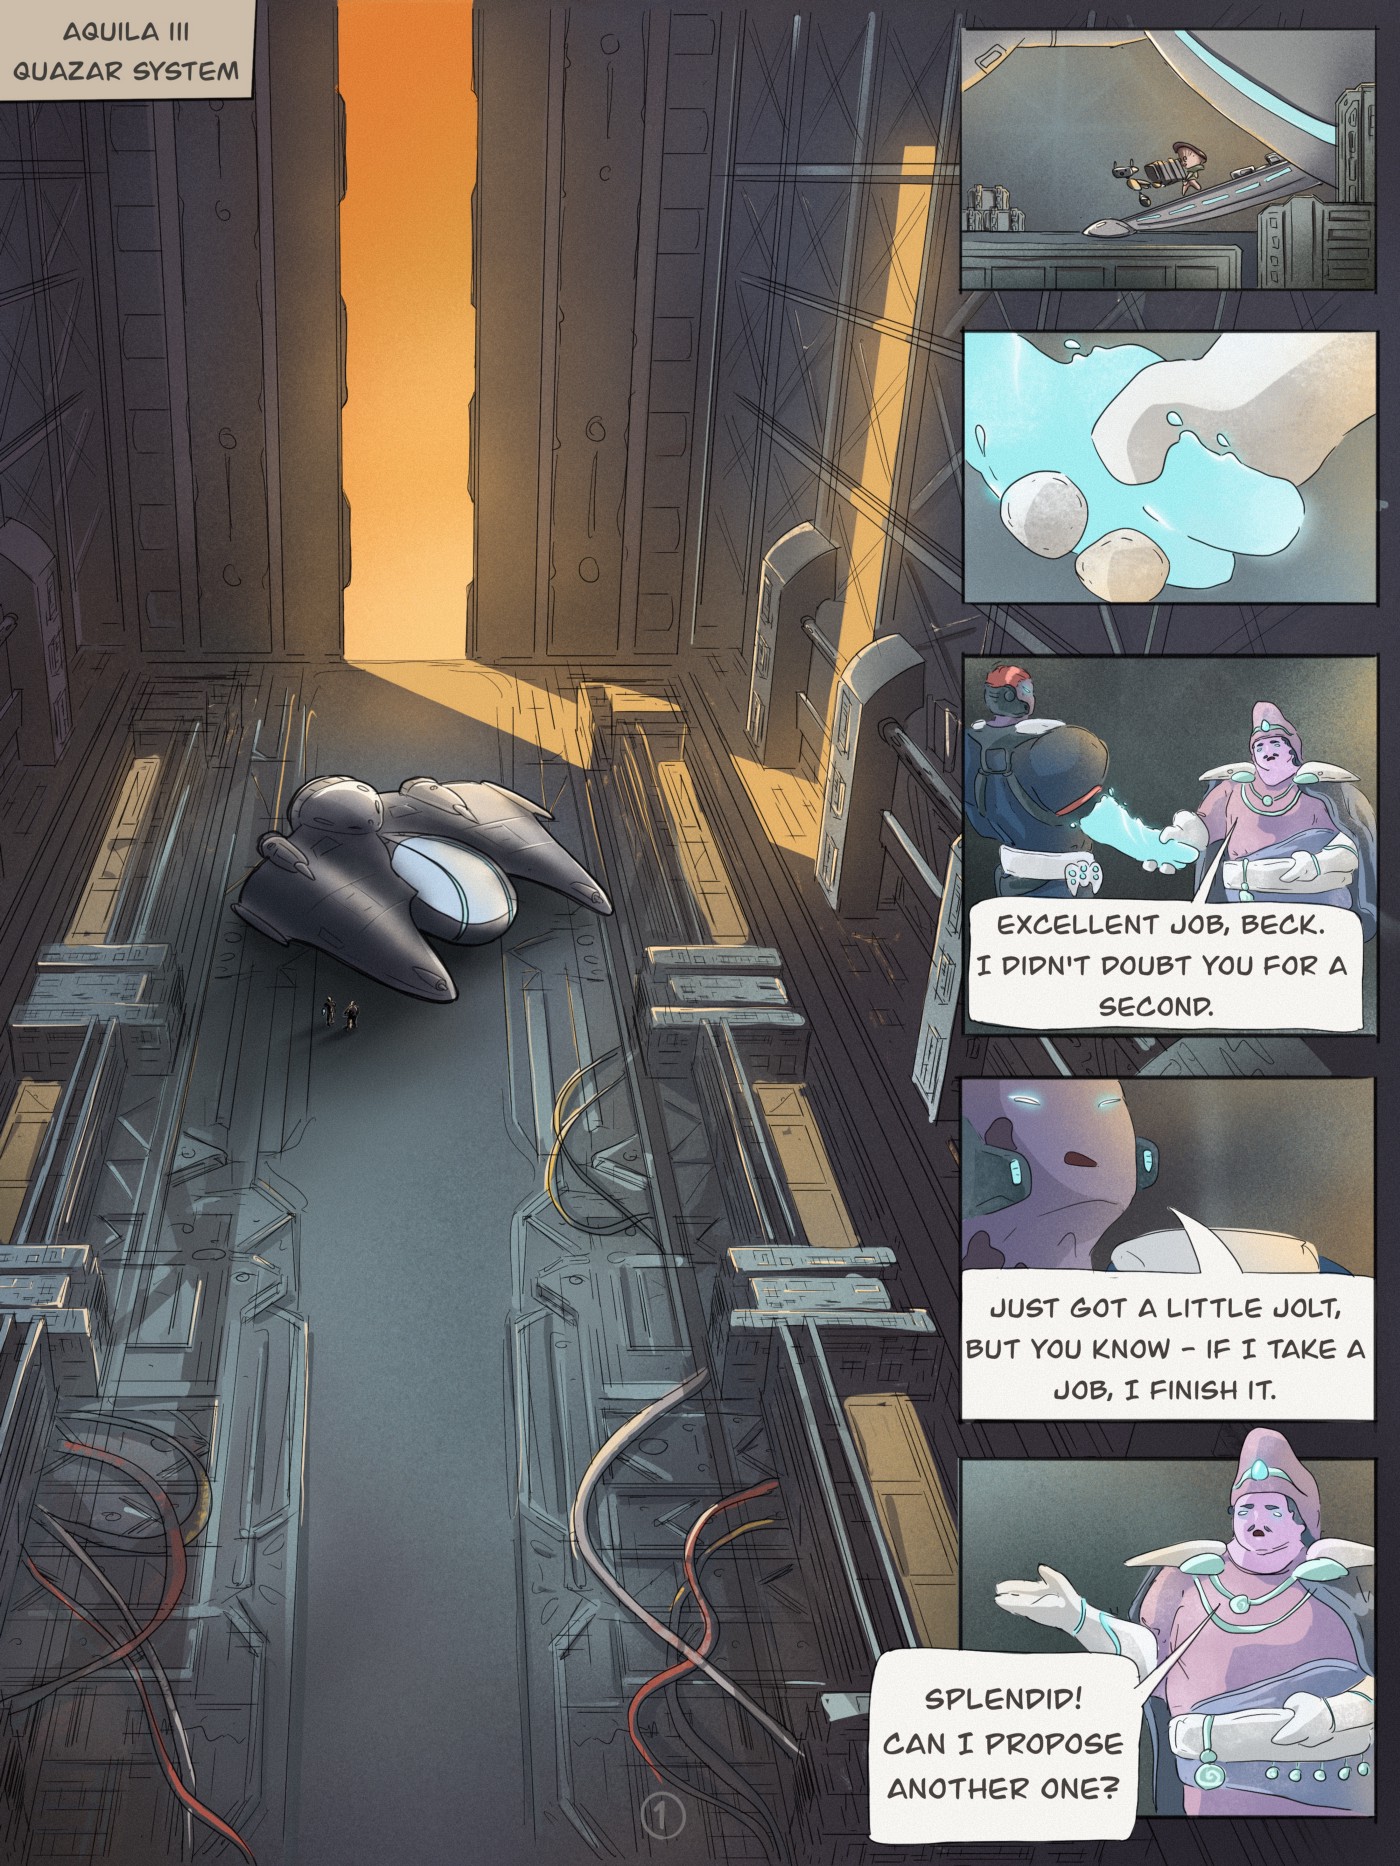 AQUILA III
QUAZAR SYSTEM
EXCELLENT JOB, BECK.
I DIDN'T DOUBT YOU FOR A
SECOND.
JUST GOT A LITTLE JOLT,
BUT YOU KNOW - IF I TAKE A
JOB, I FINISH IT.
SPLENDID!
CAN I PROPOSE
ANOTHER ONE?
1